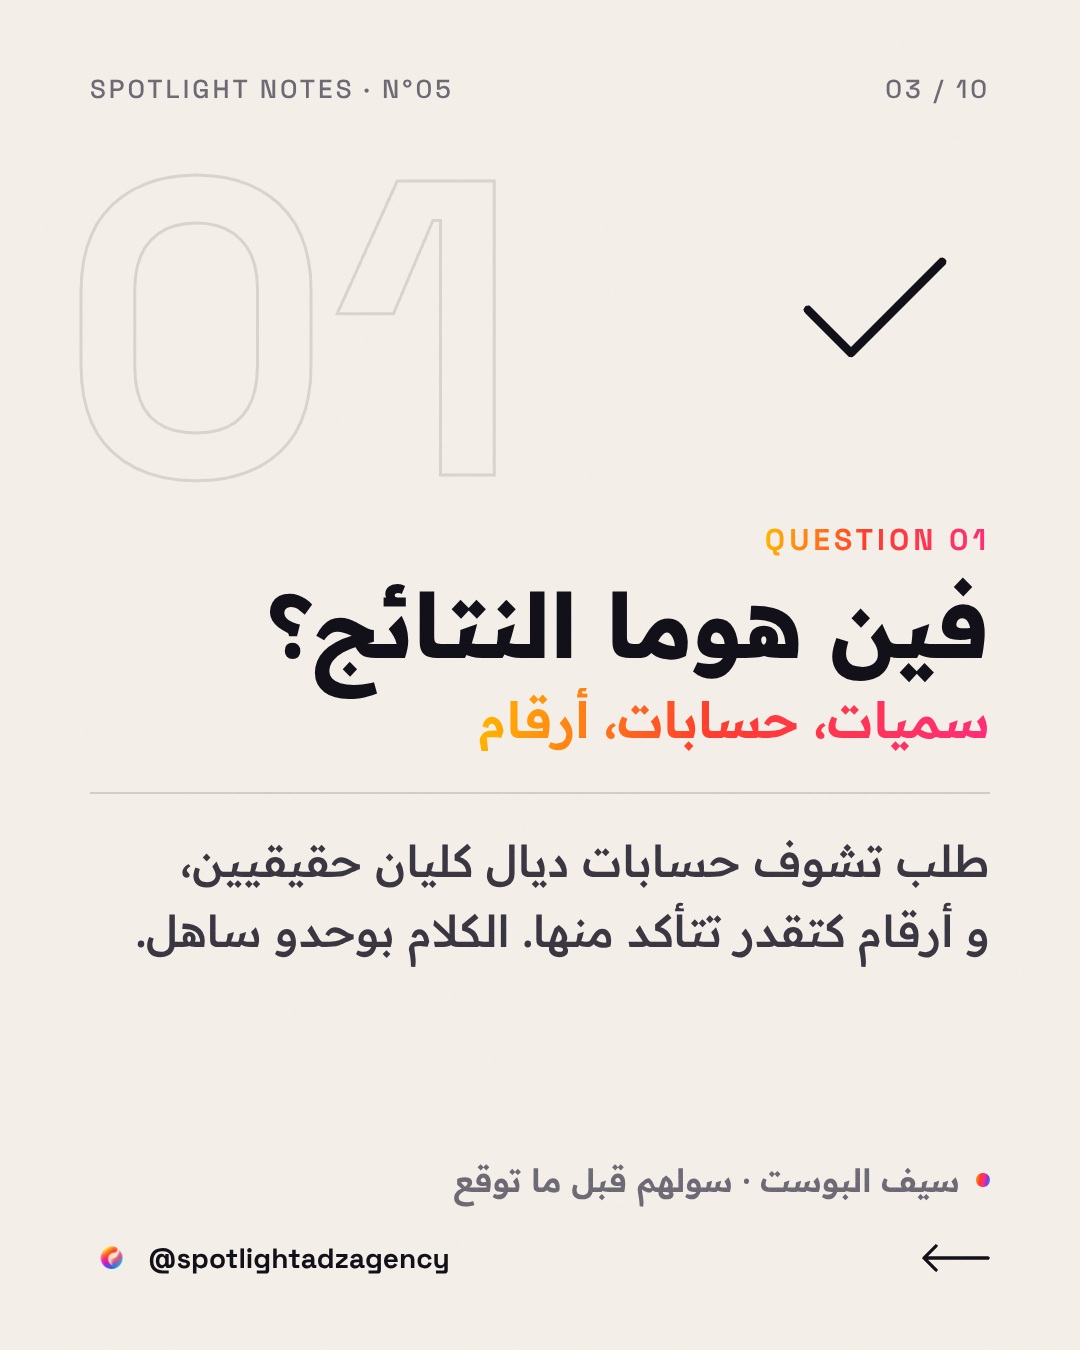 SPOTLIGHT NOTES · N°05
03 / 10
01
QUESTION 01
فين هوما النتائج؟
سميات، حسابات، أرقام
طلب تشوف حسابات ديال كليان حقيقيين،
و أرقام كتقدر تتأكد منها. الكلام بوحدو ساهل.
سيف البوست · سولهم قبل ما توقع
@spotlightadzagency